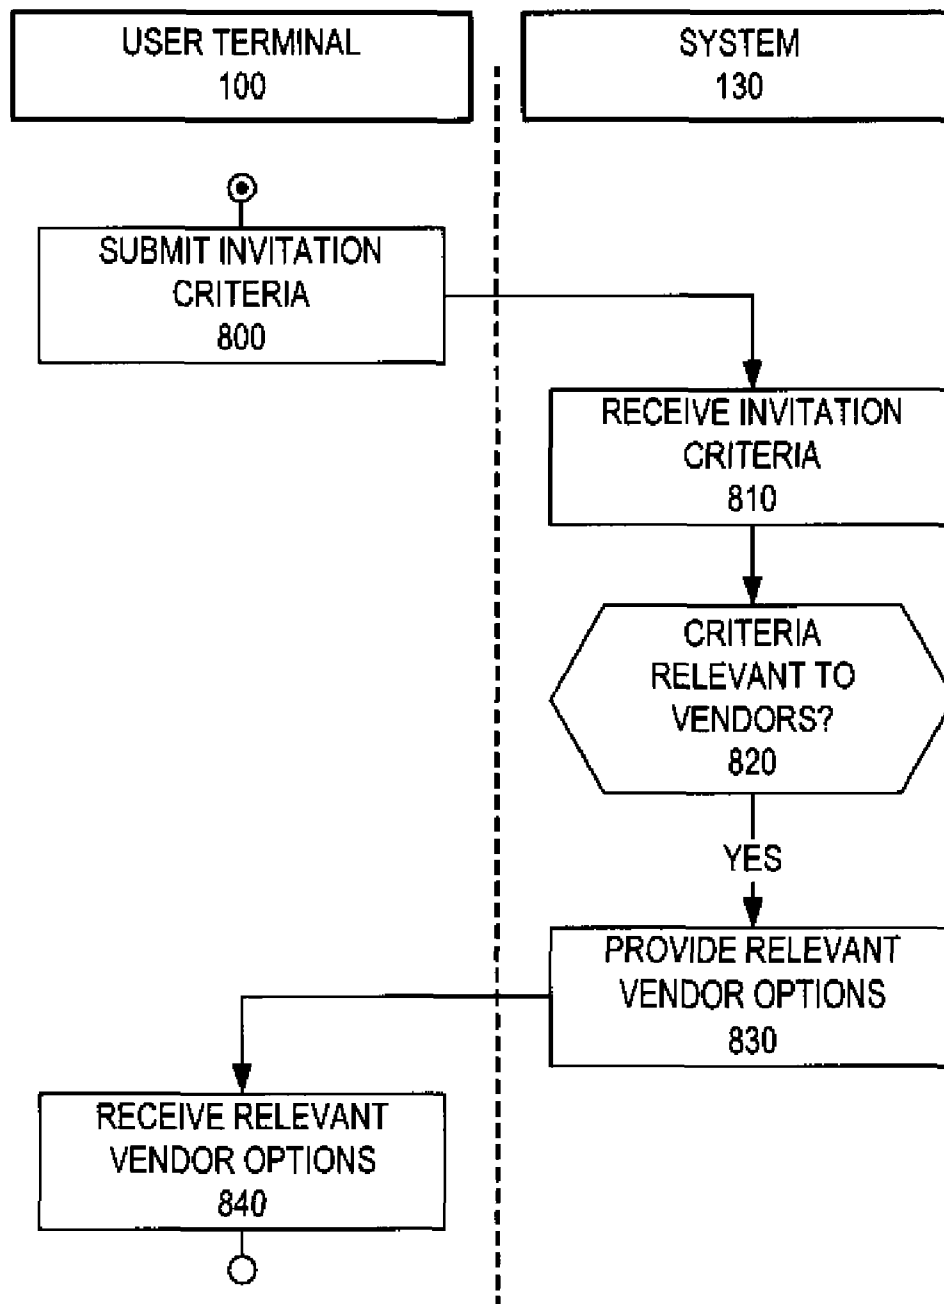 USER TERMINAL
100
SYSTEM
130
SUBMIT INVITATION
CRITERIA
800
RECEIVE INVITATION
CRITERIA
810
CRITERIA
RELEVANT TO
VENDORS?
820
YES
PROVIDE RELEVANT
VENDOR OPTIONS
830
RECEIVE RELEVANT
VENDOR OPTIONS
840